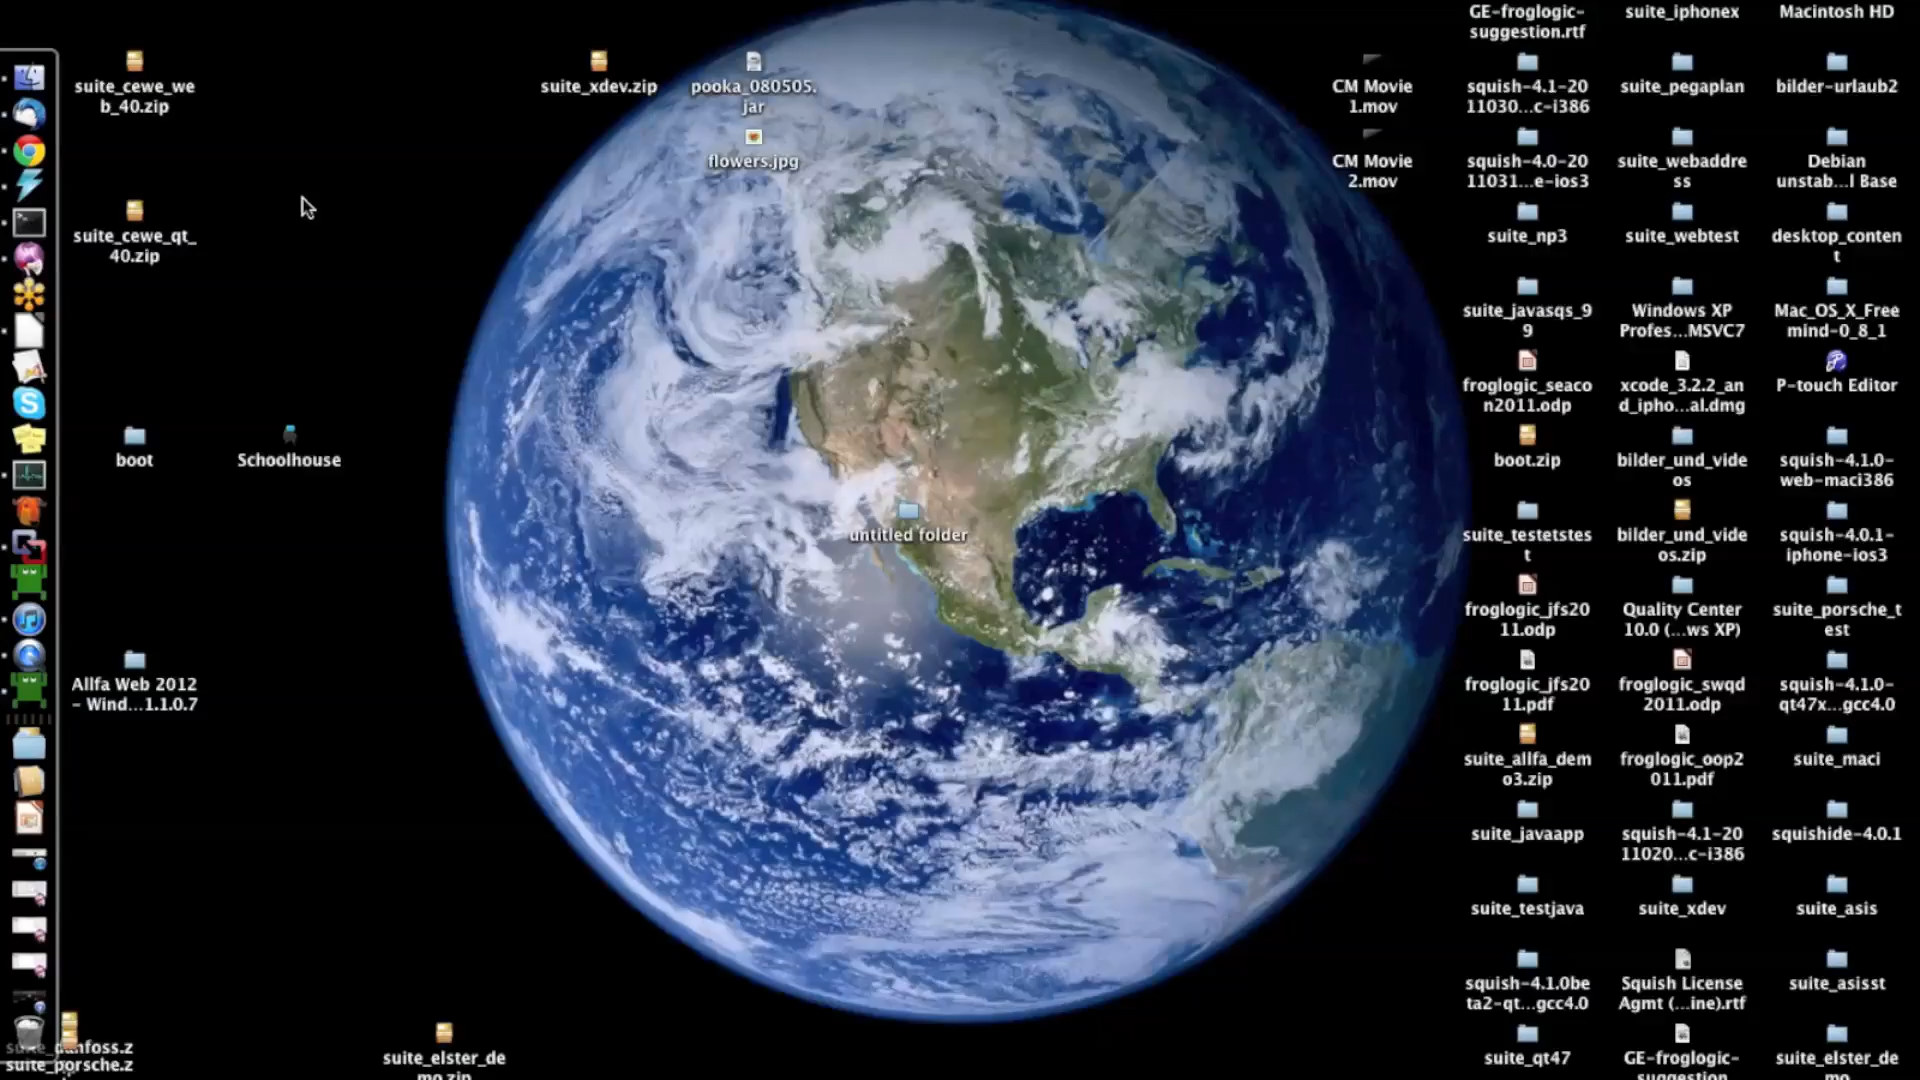 GE-froglogic-
suggestion.rtf
suite_iphonex
Macintosh HD
suite_cewe_we
b_40.zip
suite_xdev.zip
pooka_080505.
jar
CM Movie
1.mov
squish-4.1-20
11030...c-i386
suite_pegaplan
bilder-urlaub2
flowers.jpg
CM Movie
2.mov
squish-4.0-20
11031...e-ios3
suite_webaddre
ss
Debian
unstab...l Base
suite_cewe_qt_
40.zip
suite_np3
suite_webtest
desktop_conten
t
suite_javasqs_9
9
Windows XP
Profes...MSVC7
Mac_OS_X_Free
mind-0_8_1
froglogic_seaco
n2011.odp
xcode_3.2.2_an
d_ipho...al.dmg
P-touch Editor
boot
Schoolhouse
boot.zip
bilder_und_vide
os
squish-4.1.0-
web-maci386
untitled folder
suite_testetstes
t
bilder_und_vide
os.zip
squish-4.0.1-
iphone-ios3
froglogic_jfs20
11.odp
Quality Center
10.0 (...ws XP)
suite_porsche_t
est
Allfa Web 2012
- Wind...1.1.0.7
froglogic_jfs20
11.pdf
froglogic_swqd
2011.odp
squish-4.1.0-
qt47x...gcc4.0
suite_allfa_dem
o3.zip
froglogic_oop2
011.pdf
suite_maci
suite_javaapp
squish-4.1-20
11020...c-i386
squishide-4.0.1
suite_testjava
suite_xdev
suite_asis
squish-4.1.0be
ta2-qt...gcc4.0
Squish License
Agmt (...ine).rtf
suite_asisst
suite_danfoss.z
suite_porsche.z
suite_elster_de
mo.zip
suite_qt47
GE-froglogic-
suggestion
suite_elster_de
mo